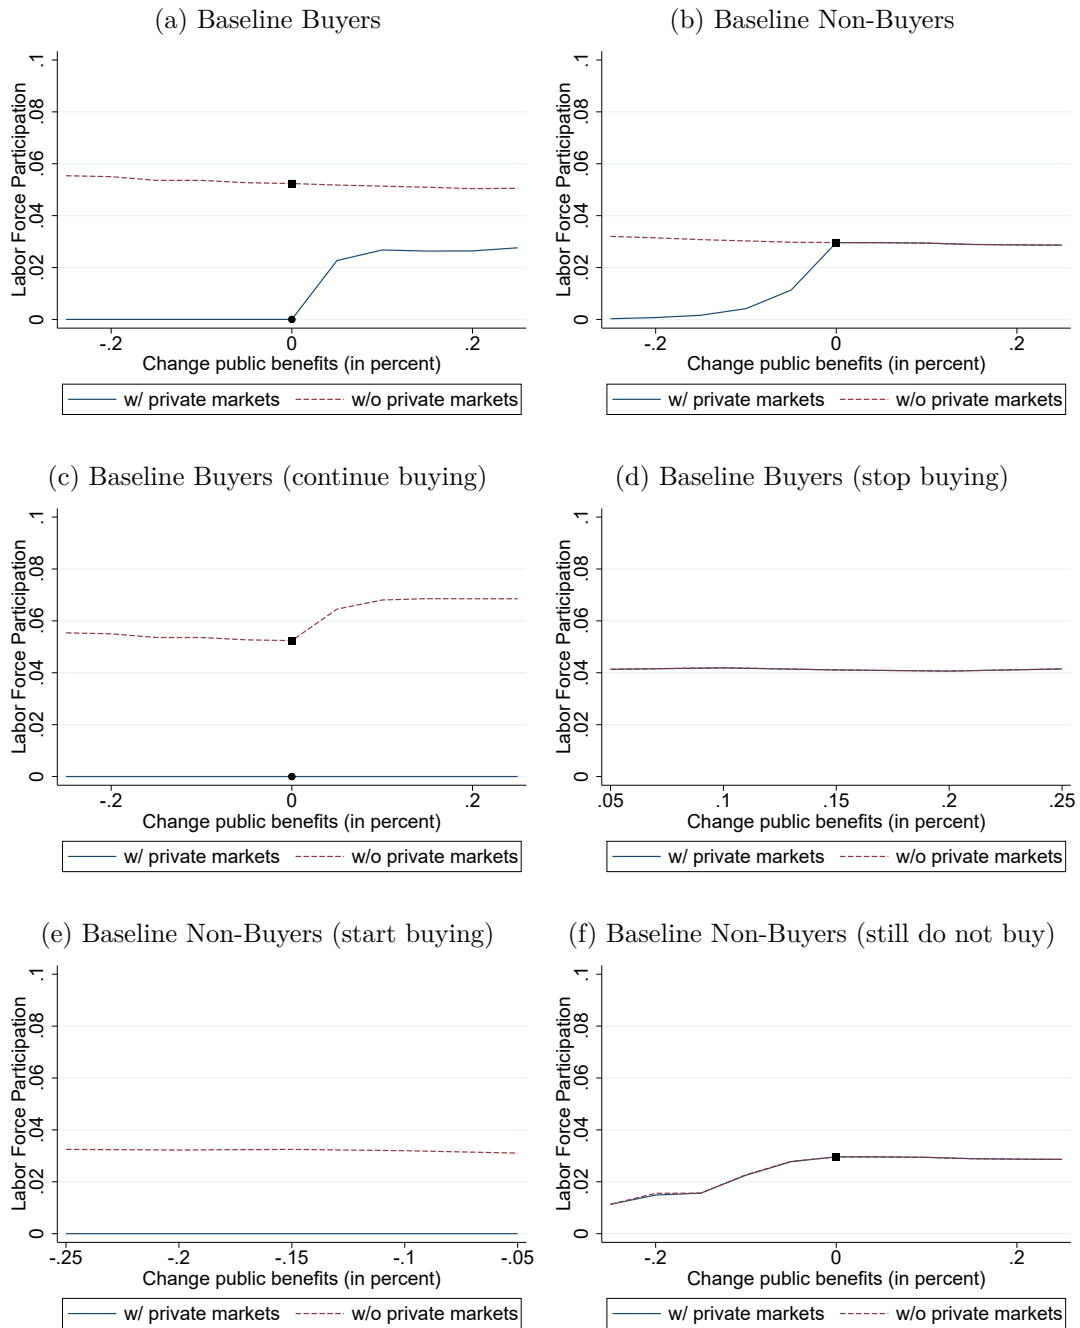 (a) Baseline Buyers
Labor Force Participation
.1
.08
.06
.04
.02
0
-.2
0
.2
Change public benefits (in percent)
w/ private markets
w/o private markets
(b) Baseline Non-Buyers
Labor Force Participation
.1
.08
.06
.04
.02
0
-.2
0
.2
Change public benefits (in percent)
w/ private markets
w/o private markets
(c) Baseline Buyers (continue buying)
Labor Force Participation
.1
.08
.06
.04
.02
0
-.2
0
.2
Change public benefits (in percent)
w/ private markets
w/o private markets
(d) Baseline Buyers (stop buying)
Labor Force Participation
.1
.08
.06
.04
.02
0
.05
.1
.15
.2
.25
Change public benefits (in percent)
w/ private markets
w/o private markets
(e) Baseline Non-Buyers (start buying)
Labor Force Participation
.1
.08
.06
.04
.02
0
-.25
-.2
-.15
-.1
-.05
Change public benefits (in percent)
w/ private markets
w/o private markets
(f) Baseline Non-Buyers (still do not buy)
Labor Force Participation
.1
.08
.06
.04
.02
0
-.2
0
.2
Change public benefits (in percent)
w/ private markets
w/o private markets